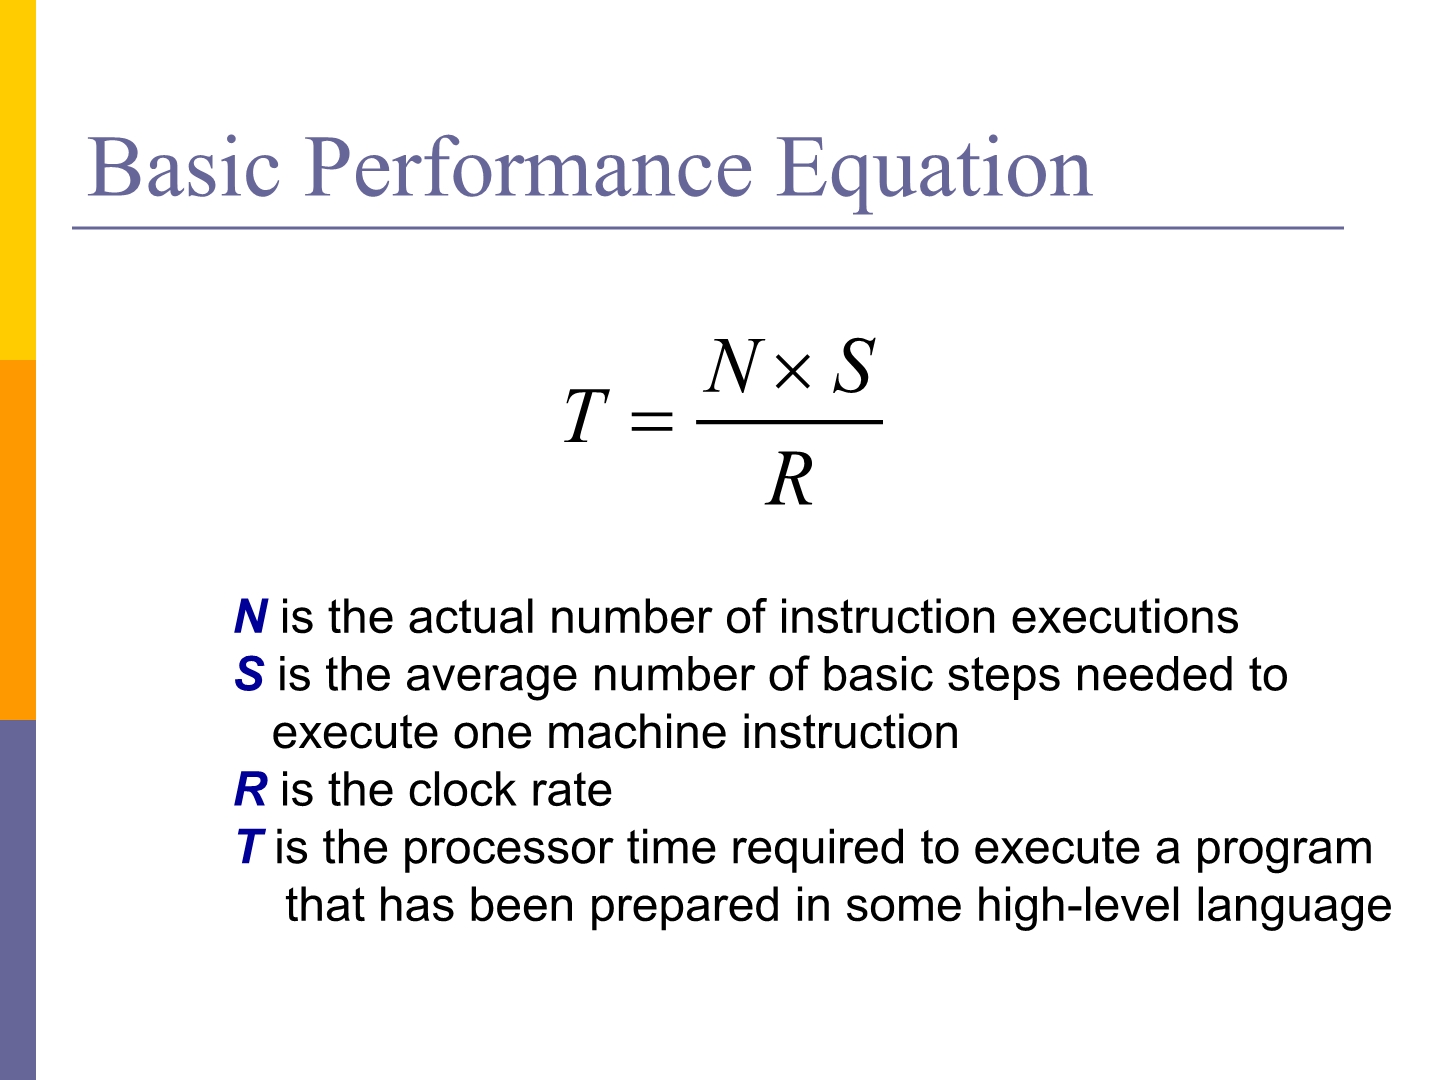 Basic Performance Equation
T = N × S / R
N is the actual number of instruction executions
S is the average number of basic steps needed to
execute one machine instruction
R is the clock rate
T is the processor time required to execute a program
that has been prepared in some high-level language